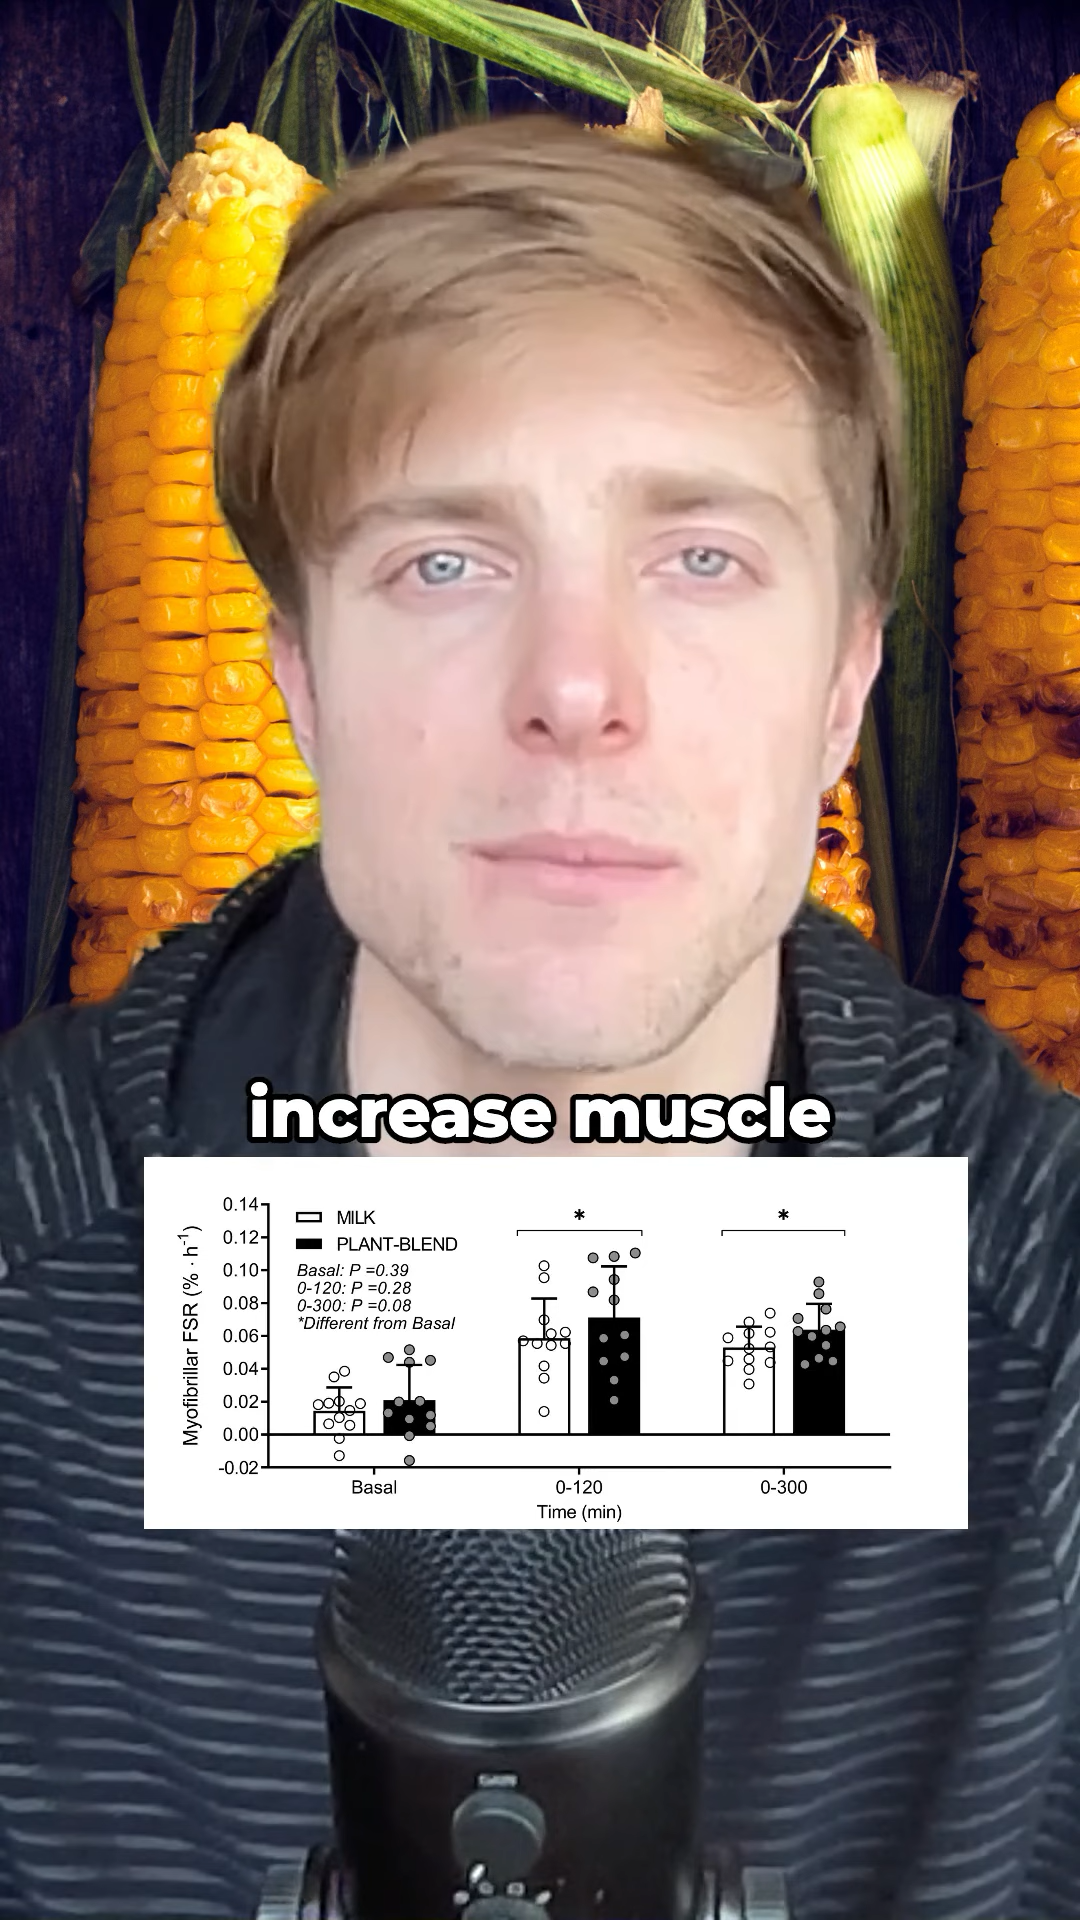 increase muscle
0.14
0.12
0.10
0.08
0.06
0.04
0.02
0.00
-0.02
Myofibrillar FSR (% · h⁻¹)
MILK
PLANT-BLEND
Basal: P =0.39
0-120: P =0.28
0-300: P =0.08
*Different from Basal
*
*
Basal
0-120
0-300
Time (min)
GAIN